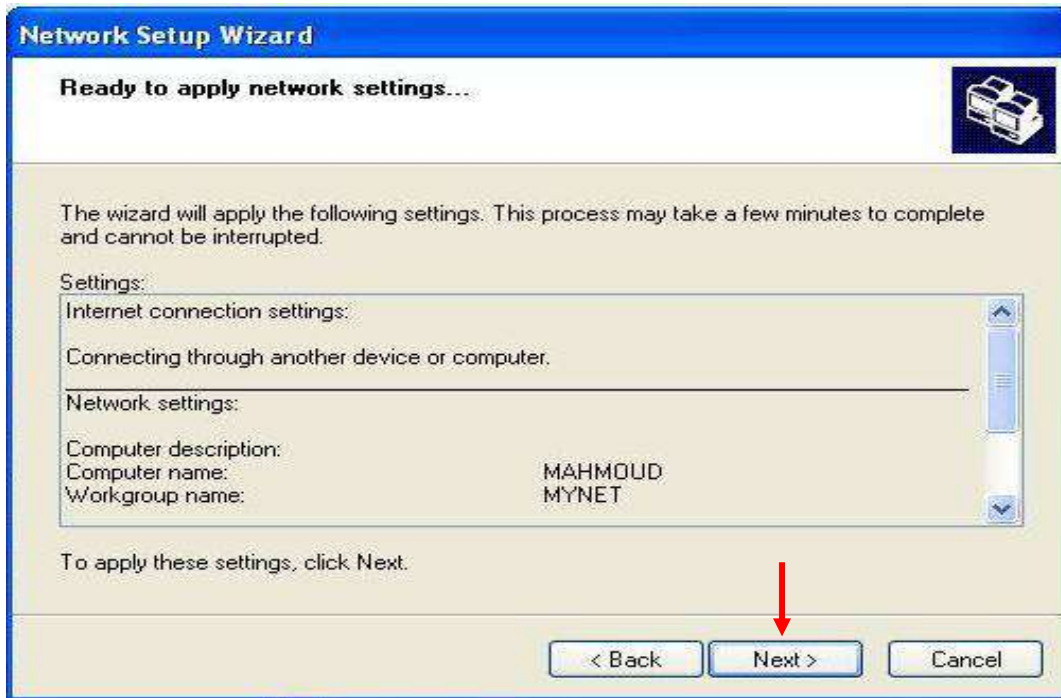 Network Setup Wizard
Ready to apply network settings...
The wizard will apply the following settings. This process may take a few minutes to complete
and cannot be interrupted.
Settings:
Internet connection settings:
Connecting through another device or computer.
Network settings:
Computer description:
Computer name: MAHMOUD
Workgroup name: MYNET
To apply these settings, click Next.
< Back Next > Cancel